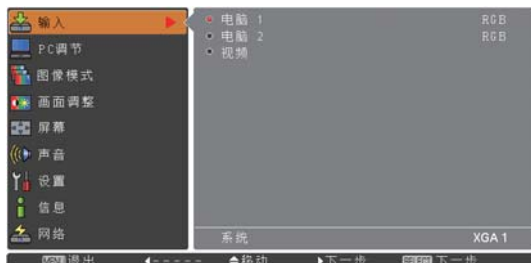 输入
PC调节
图像模式
画面调整
屏幕
声音
设置
信息
网络
电脑 1 RGB
电脑 2 RGB
视频
系统 XGA 1
MENU 退出 ----- 移动 下一步 SELECT 下一步